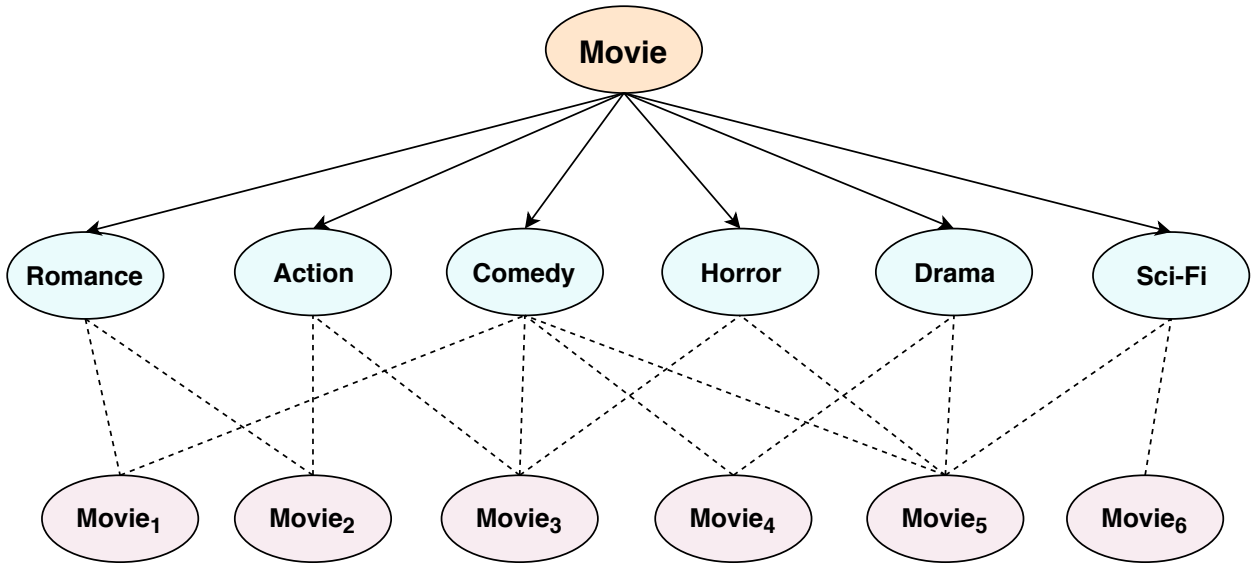 Movie
Romance Action Comedy Horror Drama Sci-Fi
Movie₁ Movie₂ Movie₃ Movie₄ Movie₅ Movie₆